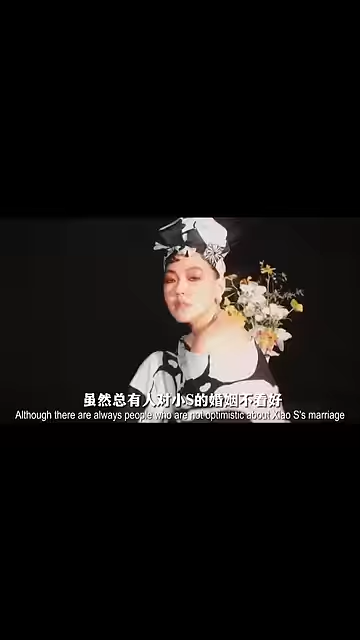 虽然总有人对小S的婚姻不看好
Although there are always people who are not optimistic about Xiao S's marriage